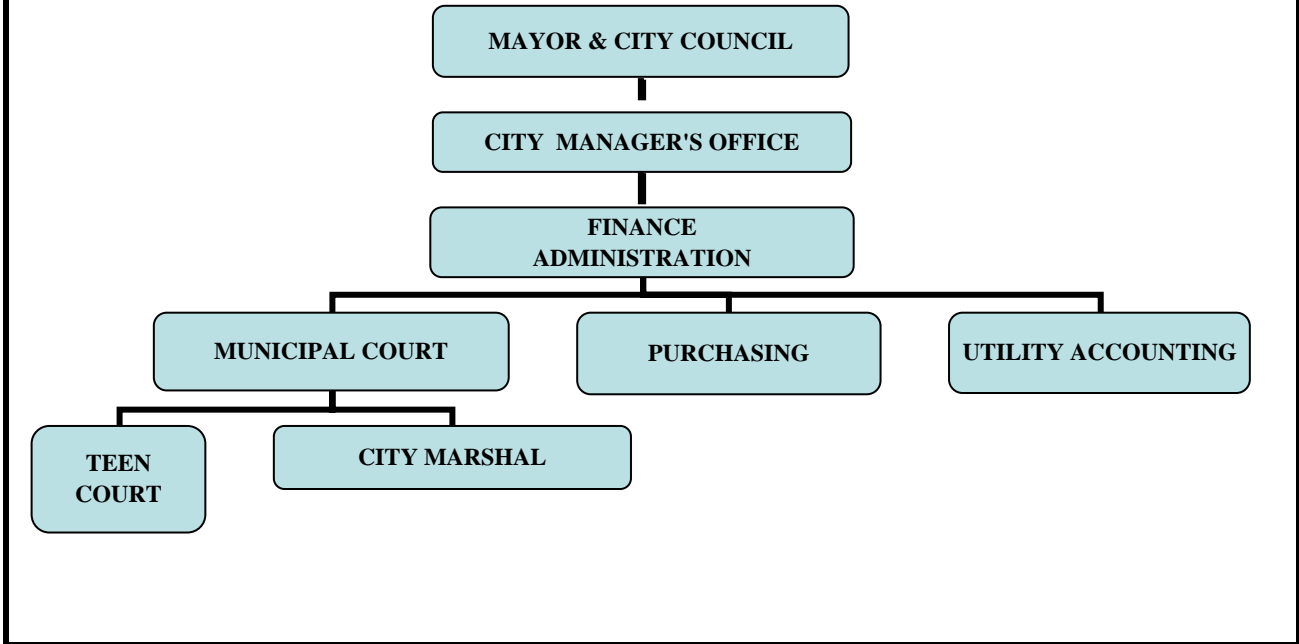 MAYOR & CITY COUNCIL
CITY MANAGER'S OFFICE
FINANCE
ADMINISTRATION
MUNICIPAL COURT
PURCHASING
UTILITY ACCOUNTING
TEEN
COURT
CITY MARSHAL